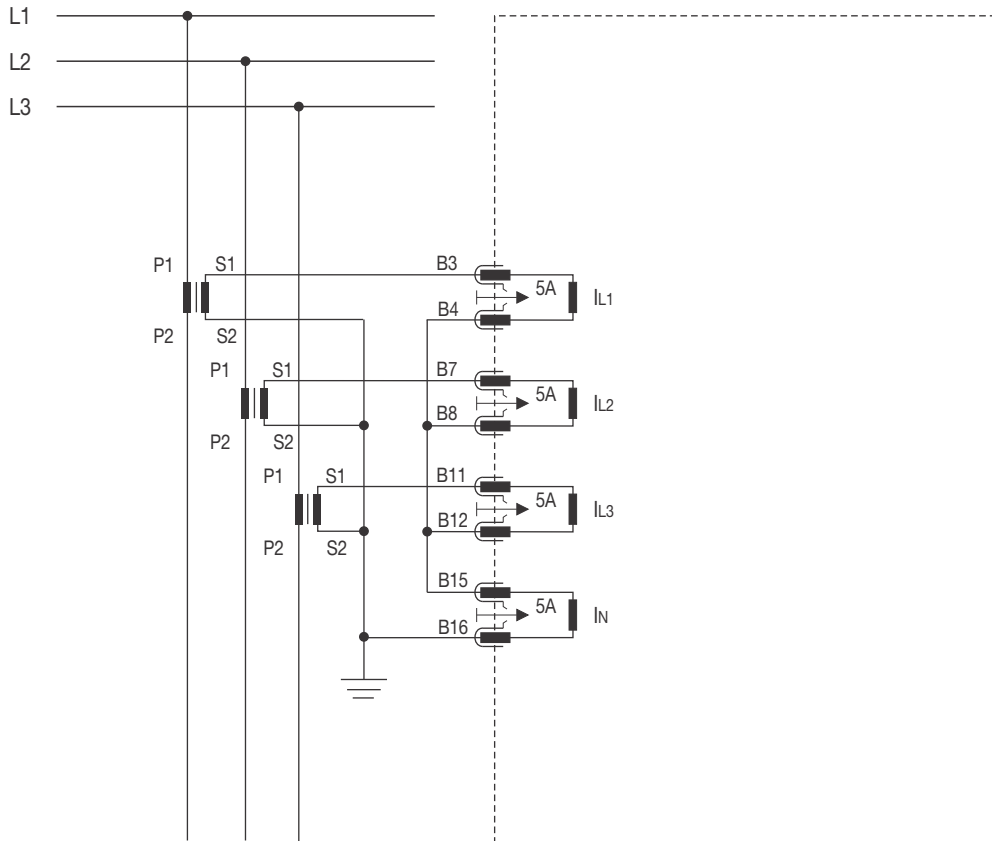 L1
L2
L3
P1 S1 B3
5A IL1
B4
P2 S2
P1 S1 B7
5A IL2
B8
P2 S2
P1 S1 B11
5A IL3
B12
P2 S2
B15
5A IN
B16